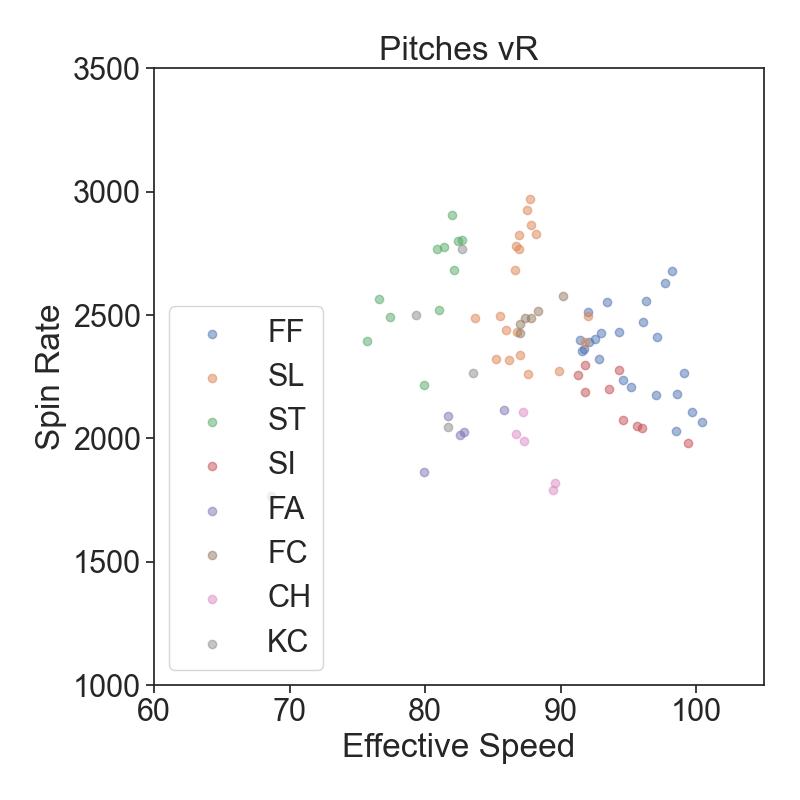 Pitches vR
3500
3000
2500
2000
1500
1000
Spin Rate
FF
SL
ST
SI
FA
FC
CH
KC
60 70 80 90 100
Effective Speed